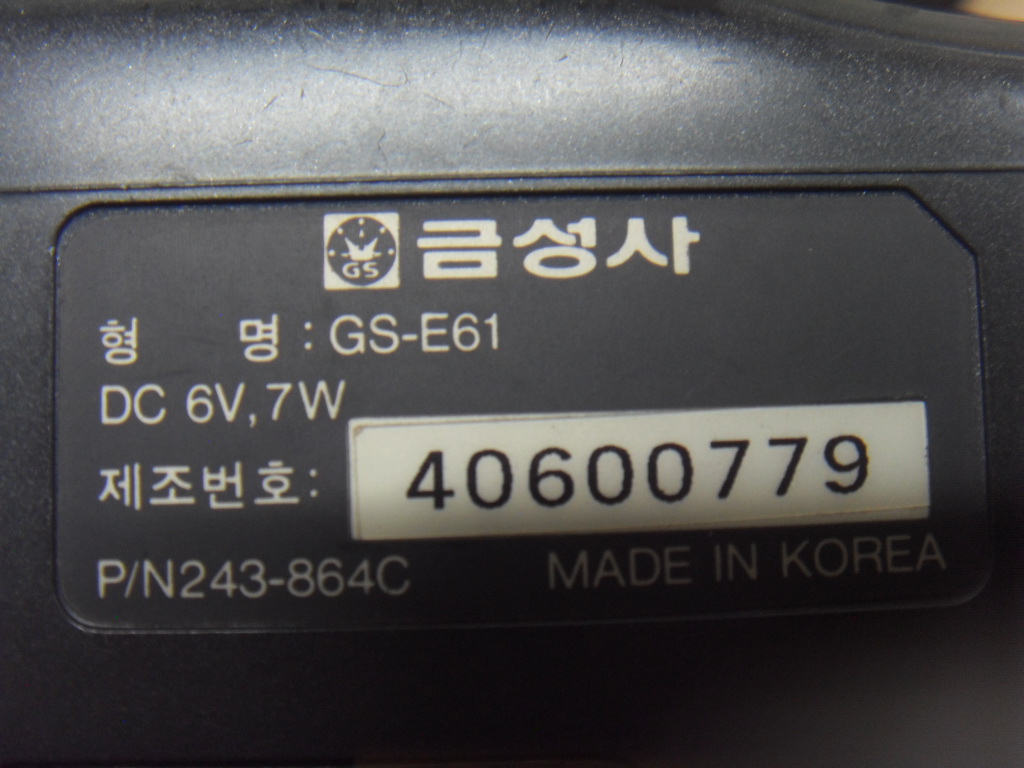 GS 금성사
형 명 : GS-E61
DC 6V, 7W
제조번호: 40600779
P/N243-864C MADE IN KOREA